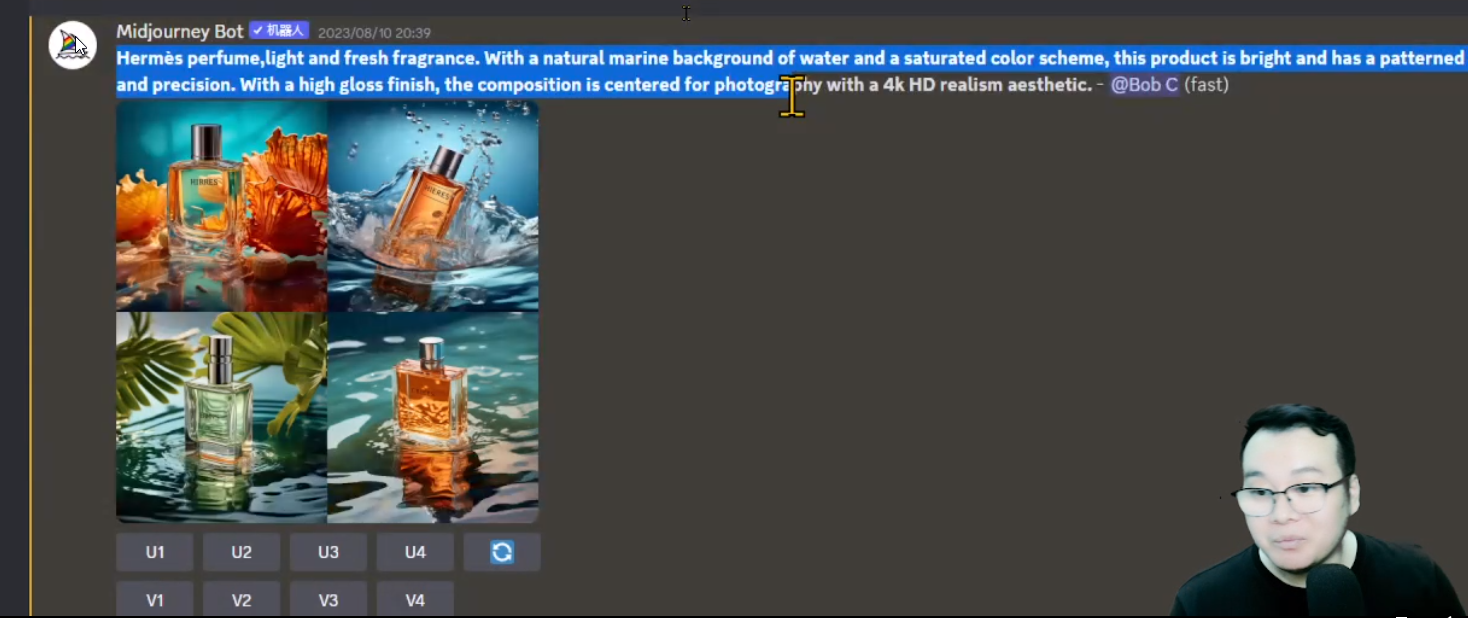 Midjourney Bot ✓ 机器人 2023/08/10 20:39
Hermès perfume,light and fresh fragrance. With a natural marine background of water and a saturated color scheme, this product is bright and has a patterned
and precision. With a high gloss finish, the composition is centered for photography with a 4k HD realism aesthetic. - @Bob C (fast)
HIRRES
HIERES
U1 U2 U3 U4
V1 V2 V3 V4